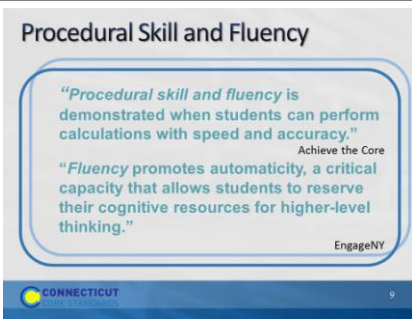 Procedural Skill and Fluency
“Procedural skill and fluency is
demonstrated when students can perform
calculations with speed and accuracy.”
Achieve the Core
“Fluency promotes automaticity, a critical
capacity that allows students to reserve
their cognitive resources for higher-level
thinking.”
EngageNY
CONNECTICUT
CORE STANDARDS
9